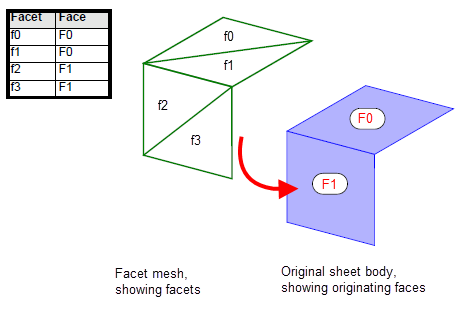 Facet Face
f0 F0
f1 F0
f2 F1
f3 F1
f0
f1
f2
f3
F0
F1
Facet mesh,
showing facets
Original sheet body,
showing originating faces